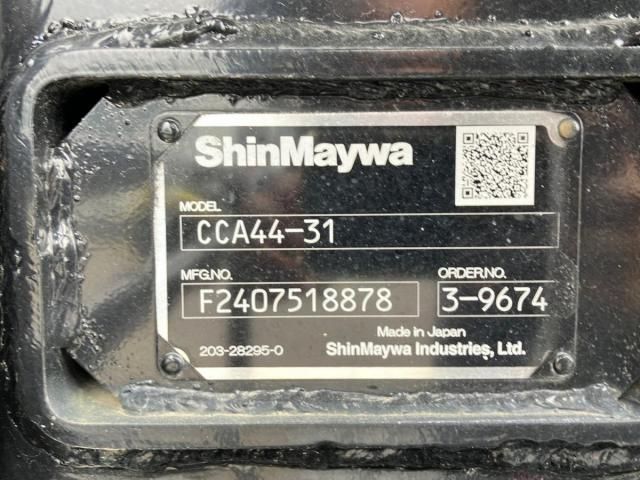 ShinMaywa
MODEL
CCA44-31
MFG.NO. ORDER.NO.
F2407518878 3-9674
Made in Japan
203-28295-0 ShinMaywa Industries, Ltd.